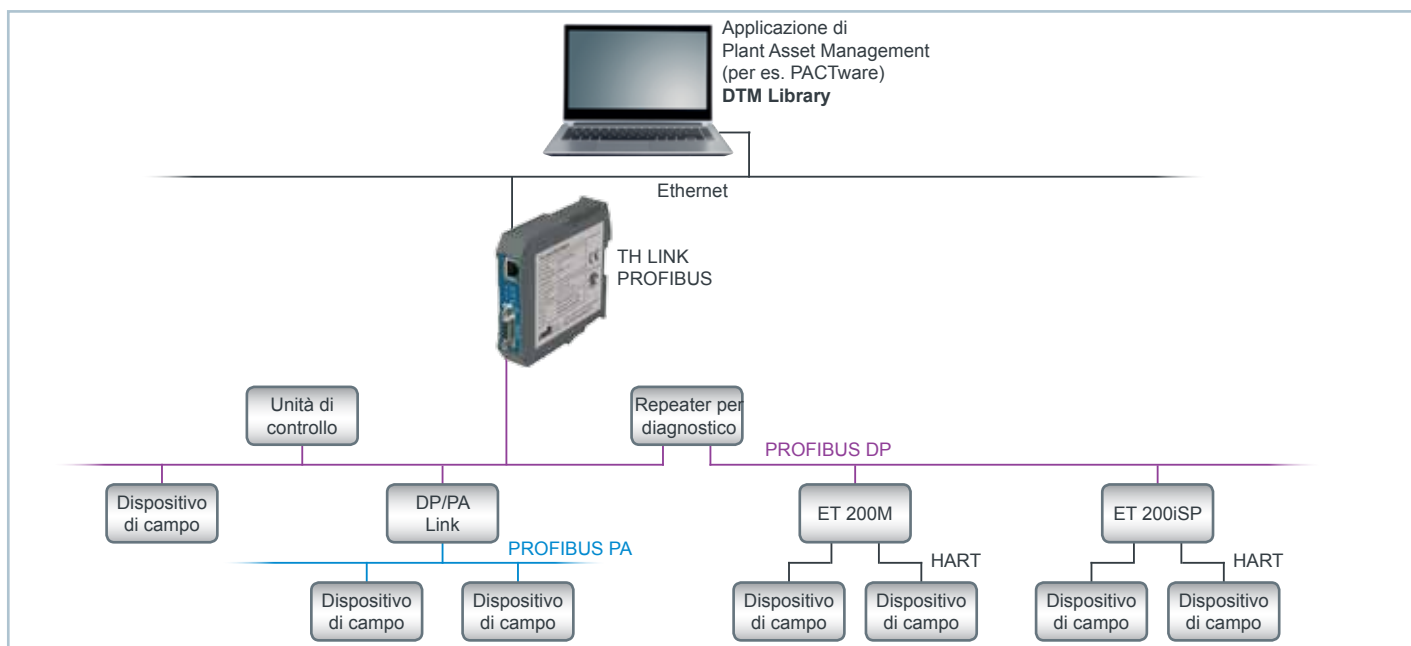 Applicazione di
Plant Asset Management
(per es. PACTware)
DTM Library
Ethernet
TH LINK
PROFIBUS
Unità di
controllo
Repeater per
diagnostico
PROFIBUS DP
Dispositivo
di campo
DP/PA
Link
ET 200M
ET 200iSP
PROFIBUS PA
HART
HART
Dispositivo
di campo
Dispositivo
di campo
Dispositivo
di campo
Dispositivo
di campo
Dispositivo
di campo
Dispositivo
di campo